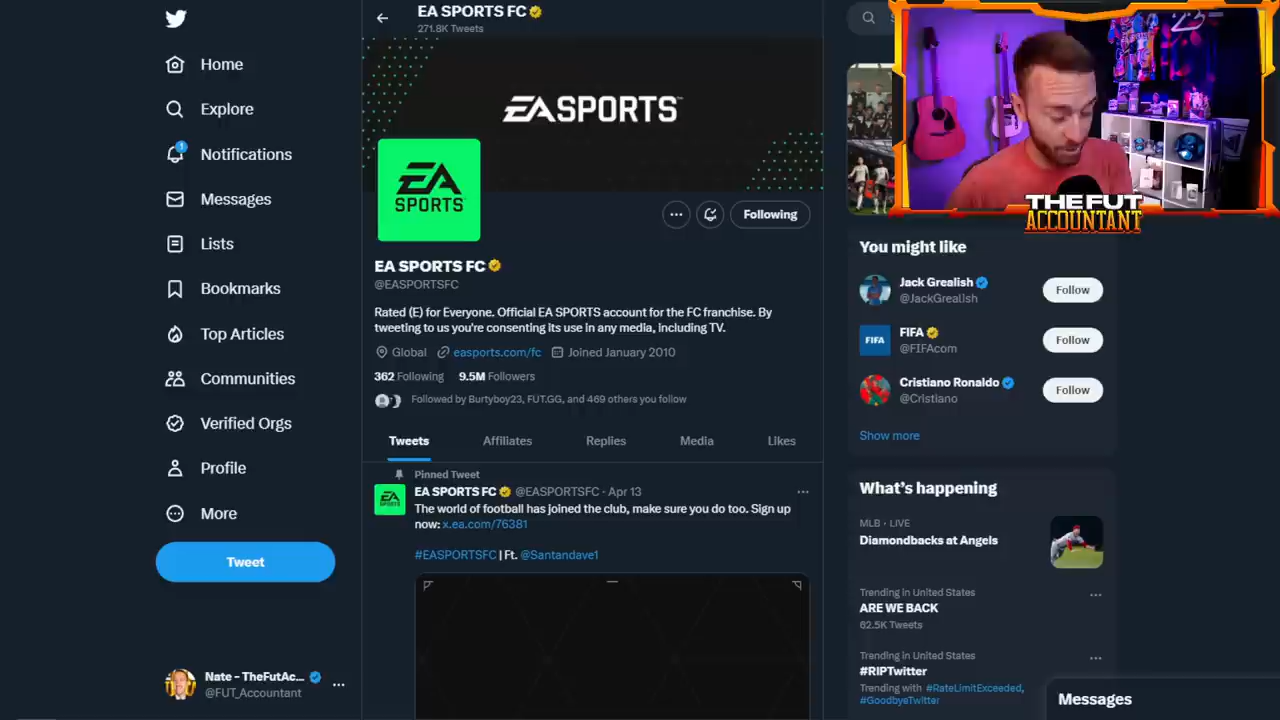 EA SPORTS FC
271.8K Tweets
Home
Explore
1
Notifications
Messages
Lists
Bookmarks
Top Articles
Communities
Verified Orgs
Profile
More
Tweet
Nate - TheFutAc...
@FUT_Accountant
EA SPORTS™
EA
SPORTS
Following
EA SPORTS FC
@EASPORTSFC
Rated (E) for Everyone. Official EA SPORTS account for the FC franchise. By
tweeting to us you're consenting its use in any media, including TV.
Global easports.com/fc Joined January 2010
362 Following 9.5M Followers
Followed by Burtyboy23, FUT.GG, and 469 others you follow
Tweets Affiliates Replies Media Likes
Pinned Tweet
EA SPORTS FC @EASPORTSFC · Apr 13
The world of football has joined the club, make sure you do too. Sign up
now: x.ea.com/76381
#EASPORTSFC | Ft. @Santandave1
EA
SPORTS
THE FUT
ACCOUNTANT
You might like
Jack Grealish
@JackGrealish
Follow
FIFA
FIFA
@FIFAcom
Follow
Cristiano Ronaldo
@Cristiano
Follow
Show more
What's happening
MLB · LIVE
Diamondbacks at Angels
Trending in United States
ARE WE BACK
62.5K Tweets
Trending in United States
#RIPTwitter
Trending with #RateLimitExceeded,
#GoodbyeTwitter
Messages